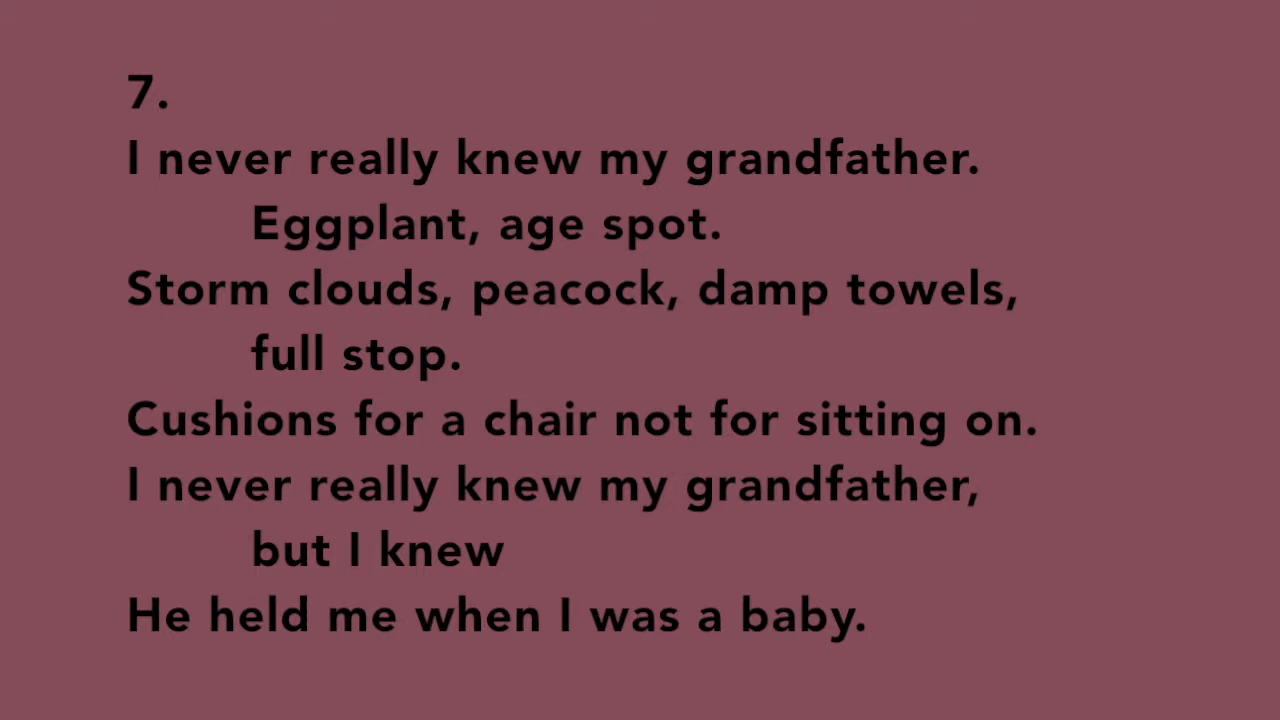 7.
I never really knew my grandfather.
Eggplant, age spot.
Storm clouds, peacock, damp towels,
full stop.
Cushions for a chair not for sitting on.
I never really knew my grandfather,
but I knew
He held me when I was a baby.